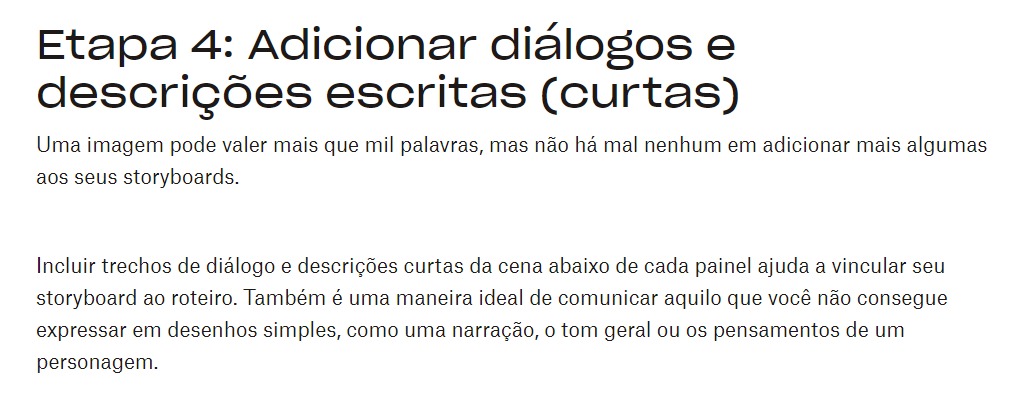 Etapa 4: Adicionar diálogos e
descrições escritas (curtas)
Uma imagem pode valer mais que mil palavras, mas não há mal nenhum em adicionar mais algumas
aos seus storyboards.
Incluir trechos de diálogo e descrições curtas da cena abaixo de cada painel ajuda a vincular seu
storyboard ao roteiro. Também é uma maneira ideal de comunicar aquilo que você não consegue
expressar em desenhos simples, como uma narração, o tom geral ou os pensamentos de um
personagem.